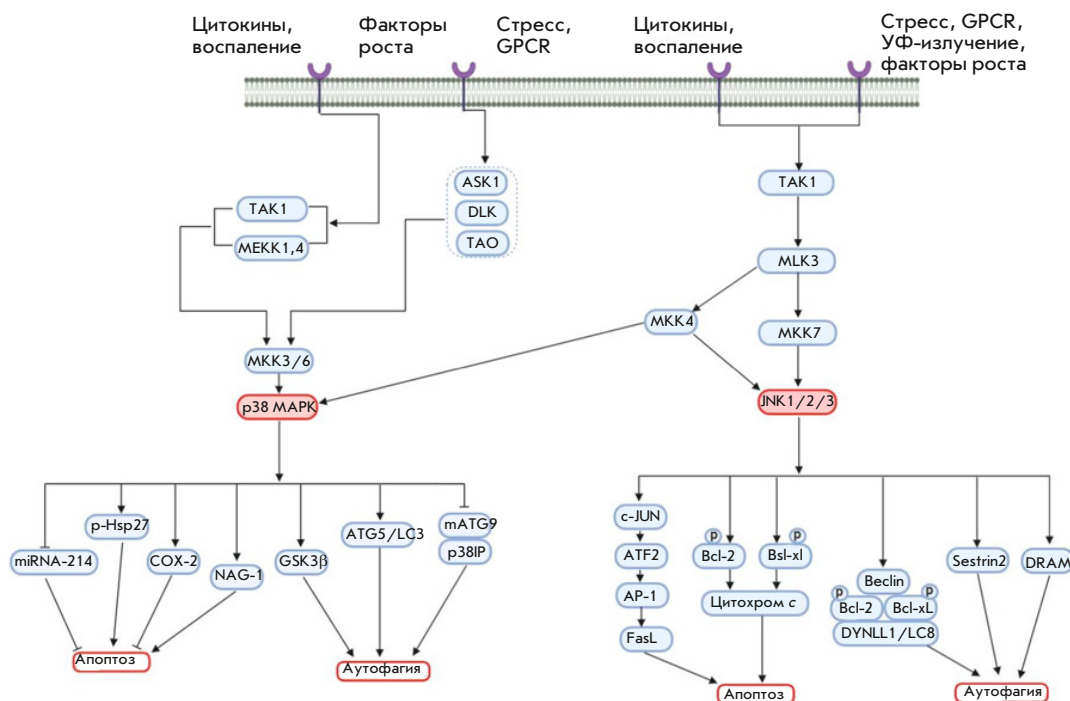 Цитокины,
воспаление
Факторы
роста
Стресс,
GPCR
Цитокины,
воспаление
Стресс, GPCR,
УФ-излучение,
факторы роста
TAK1
MEKK1,4
ASK1
DLK
TAO
TAK1
MLK3
MKK4
MKK7
MKK3/6
p38 MAPK
JNK1/2/3
miRNA-214
p-Hsp27
COX-2
NAG-1
GSK3β
ATG5/LC3
mATG9
p38IP
Апоптоз
Аутофагия
c-JUN
ATF2
AP-1
FasL
p
Bcl-2
p
Bsl-xl
Цитохром c
Beclin
p
Bcl-2
p
Bcl-xL
DYNLL1/LC8
Sestrin2
DRAM
Апоптоз
Аутофагия